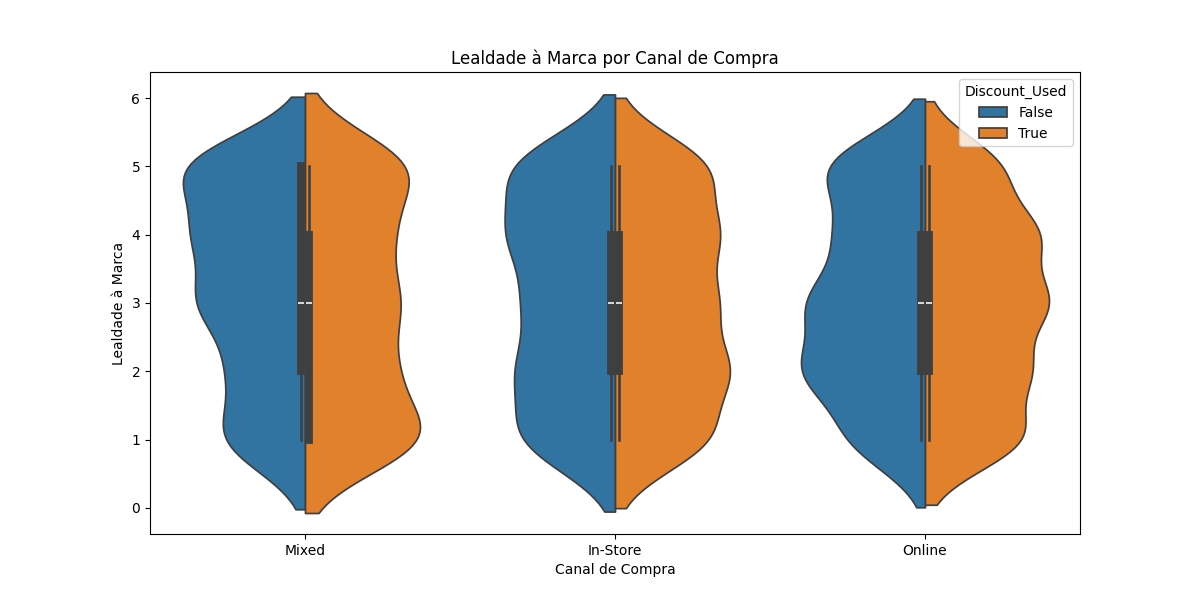 Lealdade à Marca por Canal de Compra
Lealdade à Marca
6
5
4
3
2
1
0
Discount_Used
False
True
Mixed
In-Store
Online
Canal de Compra